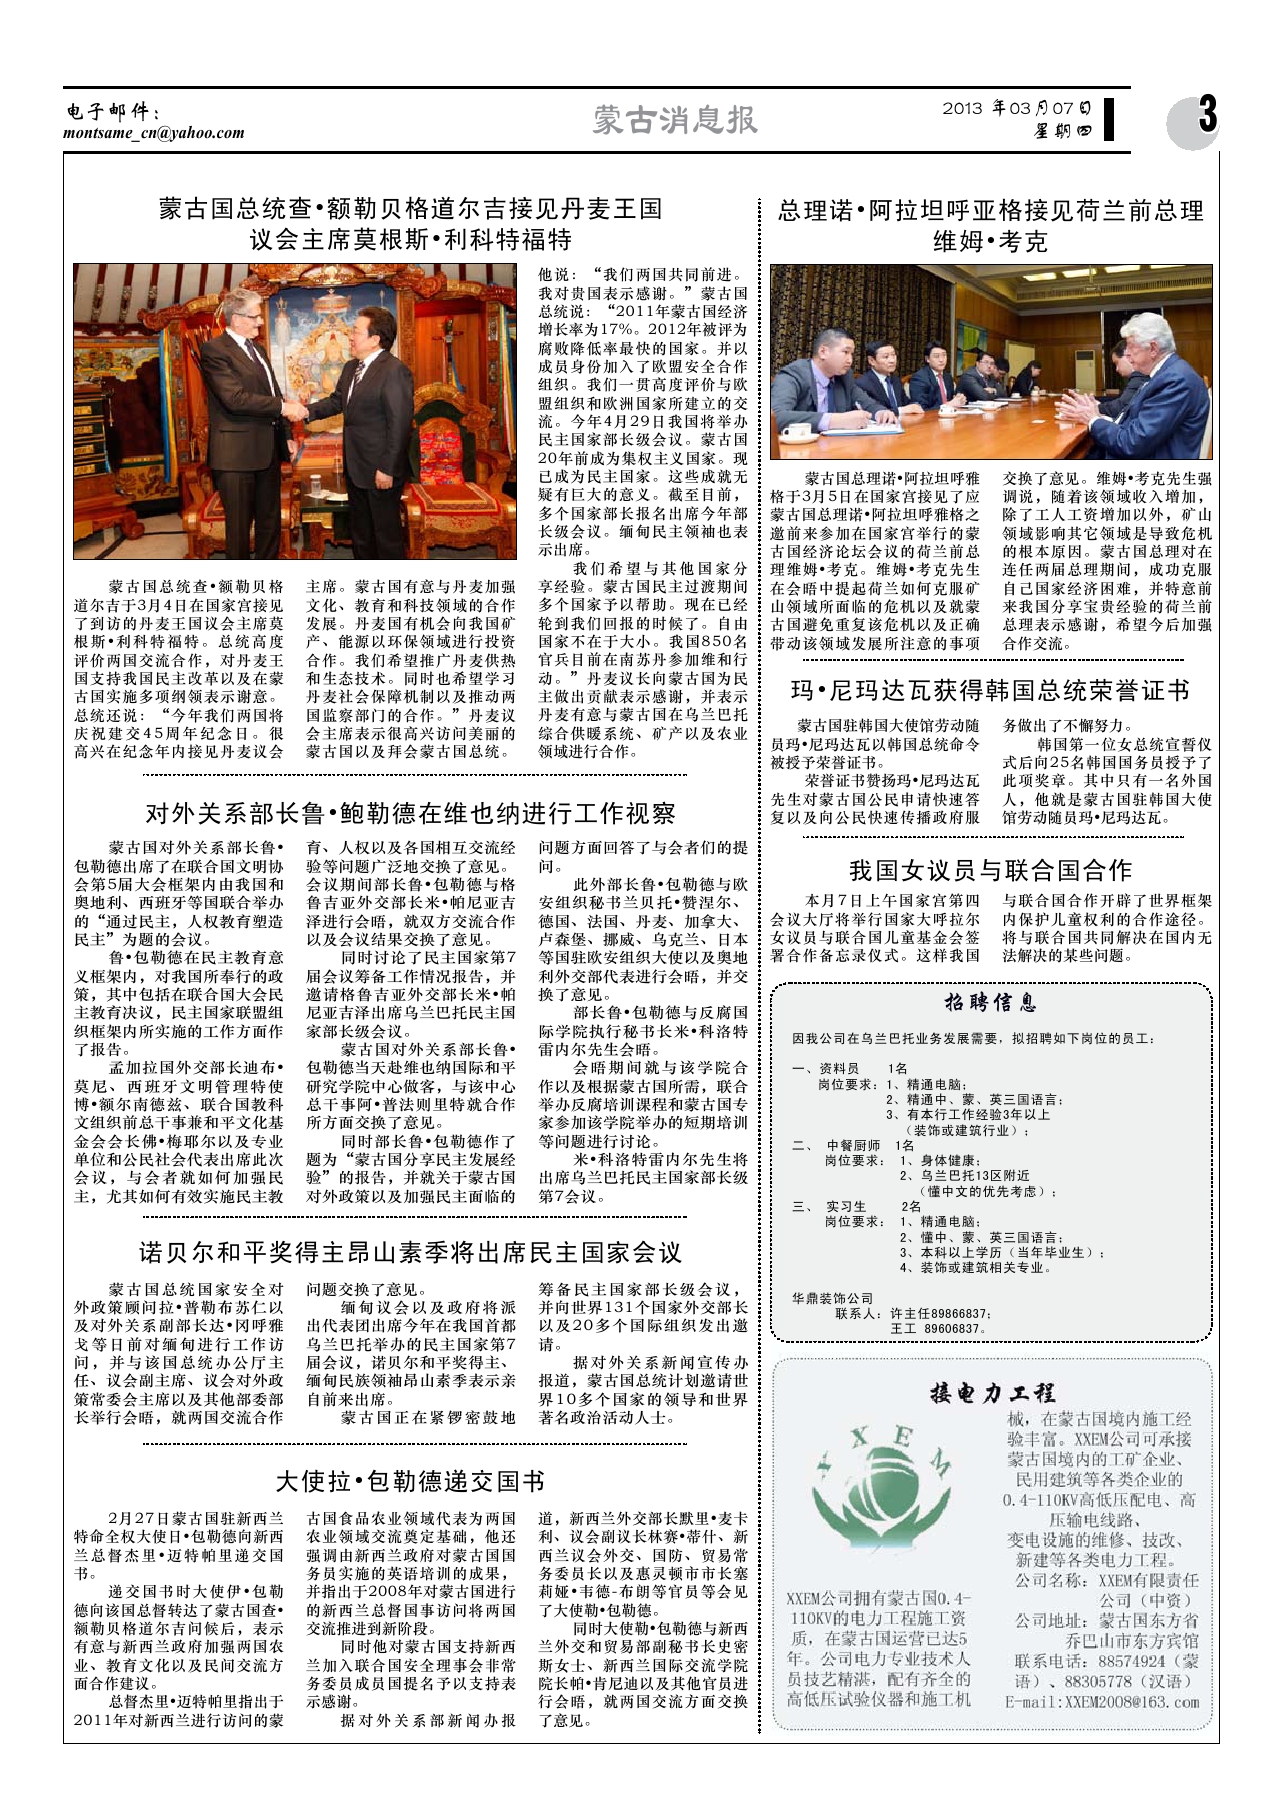 电子邮件：
montsame_cn@yahoo.com
蒙古消息报
2013 年03月07日
星期四
3
蒙古国总统查•额勒贝格道尔吉接见丹麦王国
议会主席莫根斯•利科特福特
蒙古国总统查•额勒贝格
道尔吉于3月4日在国家宫接见
了到访的丹麦王国议会主席莫
根斯•利科特福特。总统高度
评价两国交流合作，对丹麦王
国支持我国民主改革以及在蒙
古国实施多项纲领表示谢意。
总统还说：“今年我们两国将
庆祝建交45周年纪念日。很
高兴在纪念年内接见丹麦议会
主席。蒙古国有意与丹麦加强
文化、教育和科技领域的合作
发展。丹麦国有机会向我国矿
产、能源以环保领域进行投资
合作。我们希望推广丹麦供热
和生态技术。同时也希望学习
丹麦社会保障机制以及推动两
国监察部门的合作。”丹麦议
会主席表示很高兴访问美丽的
蒙古国以及拜会蒙古国总统。
他说：“我们两国共同前进。
我对贵国表示感谢。”蒙古国
总统说：“2011年蒙古国经济
增长率为17%。2012年被评为
腐败降低率最快的国家。并以
成员身份加入了欧盟安全合作
组织。我们一贯高度评价与欧
盟组织和欧洲国家所建立的交
流。今年4月29日我国将举办
民主国家部长级会议。蒙古国
20年前成为集权主义国家。现
已成为民主国家。这些成就无
疑有巨大的意义。截至目前，
多个国家部长报名出席今年部
长级会议。缅甸民主领袖也表
示出席。
我们希望与其他国家分
享经验。蒙古国民主过渡期间
多个国家予以帮助。现在已经
轮到我们回报的时候了。自由
国家不在于大小。我国850名
官兵目前在南苏丹参加维和行
动。”丹麦议长向蒙古国为民
主做出贡献表示感谢，并表示
丹麦有意与蒙古国在乌兰巴托
综合供暖系统、矿产以及农业
领域进行合作。
对外关系部长鲁•鲍勒德在维也纳进行工作视察
蒙古国对外关系部长鲁•
包勒德出席了在联合国文明协
会第5届大会框架内由我国和
奥地利、西班牙等国联合举办
的“通过民主，人权教育塑造
民主”为题的会议。
鲁•包勒德在民主教育意
义框架内，对我国所奉行的政
策，其中包括在联合国大会民
主教育决议，民主国家联盟组
织框架内所实施的工作方面作
了报告。
孟加拉国外交部长迪布•
莫尼、西班牙文明管理特使
博•额尔南德兹、联合国教科
文组织前总干事兼和平文化基
金会会长佛•梅耶尔以及专业
单位和公民社会代表出席此次
会议，与会者就如何加强民
主，尤其如何有效实施民主教
育、人权以及各国相互交流经
验等问题广泛地交换了意见。
会议期间部长鲁•包勒德与格
鲁吉亚外交部长米•帕尼亚吉
泽进行会晤，就双方交流合作
以及会议结果交换了意见。
同时讨论了民主国家第7
届会议筹备工作情况报告，并
邀请格鲁吉亚外交部长米•帕
尼亚吉泽出席乌兰巴托民主国
家部长级会议。
蒙古国对外关系部长鲁•
包勒德当天赴维也纳国际和平
研究学院中心做客，与该中心
总干事阿•普法则里特就合作
所方面交换了意见。
同时部长鲁•包勒德作了
题为“蒙古国分享民主发展经
验”的报告，并就关于蒙古国
对外政策以及加强民主面临的
问题方面回答了与会者们的提
问。
此外部长鲁•包勒德与欧
安组织秘书兰贝托•赞涅尔、
德国、法国、丹麦、加拿大、
卢森堡、挪威、乌克兰、日本
等国驻欧安组织大使以及奥地
利外交部代表进行会晤，并交
换了意见。
部长鲁•包勒德与反腐国
际学院执行秘书长米•科洛特
雷内尔先生会晤。
会晤期间就与该学院合
作以及根据蒙古国所需，联合
举办反腐培训课程和蒙古国专
家参加该学院举办的短期培训
等问题进行讨论。
米•科洛特雷内尔先生将
出席乌兰巴托民主国家部长级
第7会议。
诺贝尔和平奖得主昂山素季将出席民主国家会议
蒙古国总统国家安全对
外政策顾问拉•普勒布苏仁以
及对外关系副部长达•冈呼雅
戈等日前对缅甸进行工作访
问，并与该国总统办公厅主
任、议会副主席、议会对外政
策常委会主席以及其他部委部
长举行会晤，就两国交流合作
问题交换了意见。
缅甸议会以及政府将派
出代表团出席今年在我国首都
乌兰巴托举办的民主国家第7
届会议，诺贝尔和平奖得主、
缅甸民族领袖昂山素季表示亲
自前来出席。
蒙古国正在紧锣密鼓地
筹备民主国家部长级会议，
并向世界131个国家外交部长
以及20多个国际组织发出邀
请。
据对外关系新闻宣传办
报道，蒙古国总统计划邀请世
界10多个国家的领导和世界
著名政治活动人士。
大使拉•包勒德递交国书
2月27日蒙古国驻新西兰
特命全权大使日•包勒德向新西
兰总督杰里•迈特帕里递交国
书。
递交国书时大使伊•包勒
德向该国总督转达了蒙古国查•
额勒贝格道尔吉问候后，表示
有意与新西兰政府加强两国农
业、教育文化以及民间交流方
面合作建议。
总督杰里•迈特帕里指出于
2011年对新西兰进行访问的蒙
古国食品农业领域代表为两国
农业领域交流奠定基础，他还
强调由新西兰政府对蒙古国国
务员实施的英语培训的成果，
并指出于2008年对蒙古国进行
的新西兰总督国事访问将两国
交流推进到新阶段。
同时他对蒙古国支持新西
兰加入联合国安全理事会非常
务委员成员国提名予以支持表
示感谢。
据对外关系部新闻办报
道，新西兰外交部长默里•麦卡
利、议会副议长林赛•蒂什、新
西兰议会外交、国防、贸易常
务委员长以及惠灵顿市市长塞
莉娅•韦德-布朗等官员等会见
了大使勒•包勒德。
同时大使勒•包勒德与新西
兰外交和贸易部副秘书长史密
斯女士、新西兰国际交流学院
院长帕•肯尼迪以及其他官员进
行会晤，就两国交流方面交换
了意见。
总理诺•阿拉坦呼亚格接见荷兰前总理
维姆•考克
蒙古国总理诺•阿拉坦呼雅
格于3月5日在国家宫接见了应
蒙古国总理诺•阿拉坦呼雅格之
邀前来参加在国家宫举行的蒙
古国经济论坛会议的荷兰前总
理维姆•考克。维姆•考克先生
在会晤中提起荷兰如何克服矿
山领域所面临的危机以及就蒙
古国避免重复该危机以及正确
带动该领域发展所注意的事项
交换了意见。维姆•考克先生强
调说，随着该领域收入增加，
除了工人工资增加以外，矿山
领域影响其它领域是导致危机
的根本原因。蒙古国总理对在
连任两届总理期间，成功克服
自己国家经济困难，并特意前
来我国分享宝贵经验的荷兰前
总理表示感谢，希望今后加强
合作交流。
玛•尼玛达瓦获得韩国总统荣誉证书
蒙古国驻韩国大使馆劳动随
员玛•尼玛达瓦以韩国总统命令
被授予荣誉证书。
荣誉证书赞扬玛•尼玛达瓦
先生对蒙古国公民申请快速答
复以及向公民快速传播政府服
务做出了不懈努力。
韩国第一位女总统宣誓仪
式后向25名韩国国务员授予了
此项奖章。其中只有一名外国
人，他就是蒙古国驻韩国大使
馆劳动随员玛•尼玛达瓦。
我国女议员与联合国合作
本月7日上午国家宫第四
会议大厅将举行国家大呼拉尔
女议员与联合国儿童基金会签
署合作备忘录仪式。这样我国
与联合国合作开辟了世界框架
内保护儿童权利的合作途径。
将与联合国共同解决在国内无
法解决的某些问题。
招聘信息
因我公司在乌兰巴托业务发展需要，拟招聘如下岗位的员工：
一、资料员 1名
岗位要求：1、精通电脑；
2、精通中、蒙、英三国语言；
3、有本行工作经验3年以上
（装饰或建筑行业）；
二、 中餐厨师 1名
岗位要求： 1、身体健康；
2、乌兰巴托13区附近
（懂中文的优先考虑）；
三、 实习生 2名
岗位要求： 1、精通电脑；
2、懂中、蒙、英三国语言；
3、本科以上学历（当年毕业生）；
4、装饰或建筑相关专业。
华鼎装饰公司
联系人：许主任89866837；
王工 89606837。
接电力工程
XXEM
XXEM公司拥有蒙古国0.4-
110KV的电力工程施工资
质，在蒙古国运营已达5
年。公司电力专业技术人
员技艺精湛，配有齐全的
高低压试验仪器和施工机
械，在蒙古国境内施工经
验丰富。XXEM公司可承接
蒙古国境内的工矿企业、
民用建筑等各类企业的
0.4-110KV高低压配电、高
压输电线路、
变电设施的维修、技改、
新建等各类电力工程。
公司名称：XXEM有限责任
公司（中资）
公司地址：蒙古国东方省
乔巴山市东方宾馆
联系电话：88574924（蒙
语）、88305778（汉语）
E-mail:XXEM2008@163.com